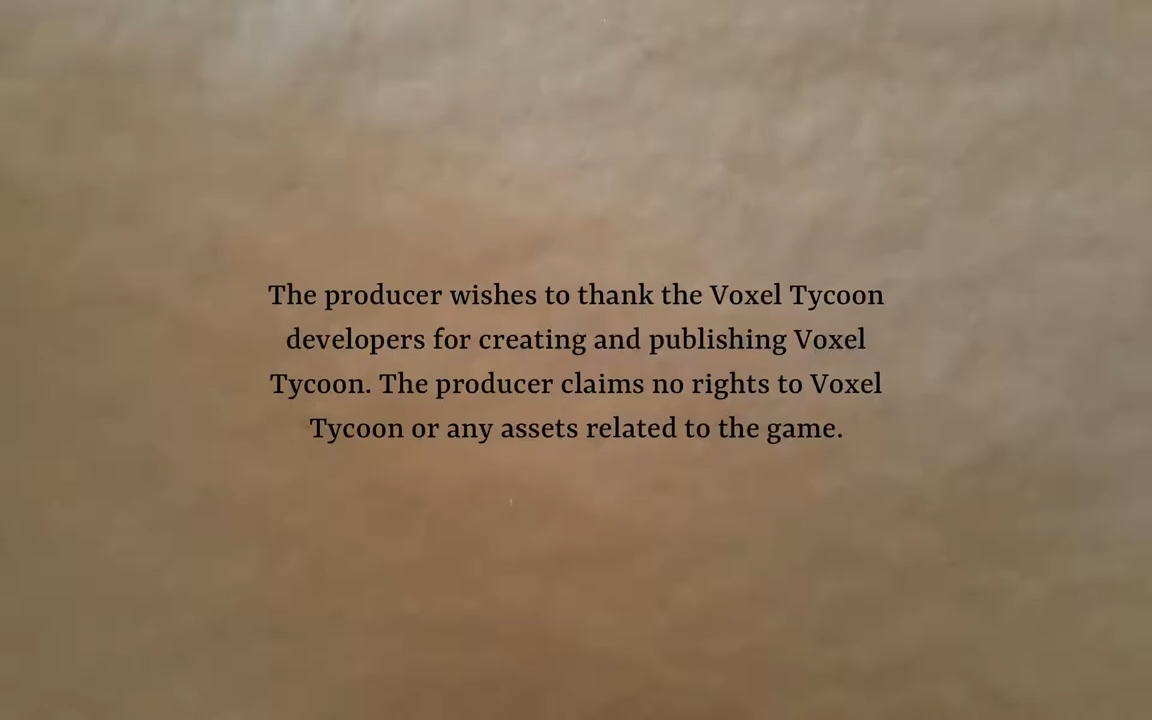 The producer wishes to thank the Voxel Tycoon
developers for creating and publishing Voxel
Tycoon. The producer claims no rights to Voxel
Tycoon or any assets related to the game.